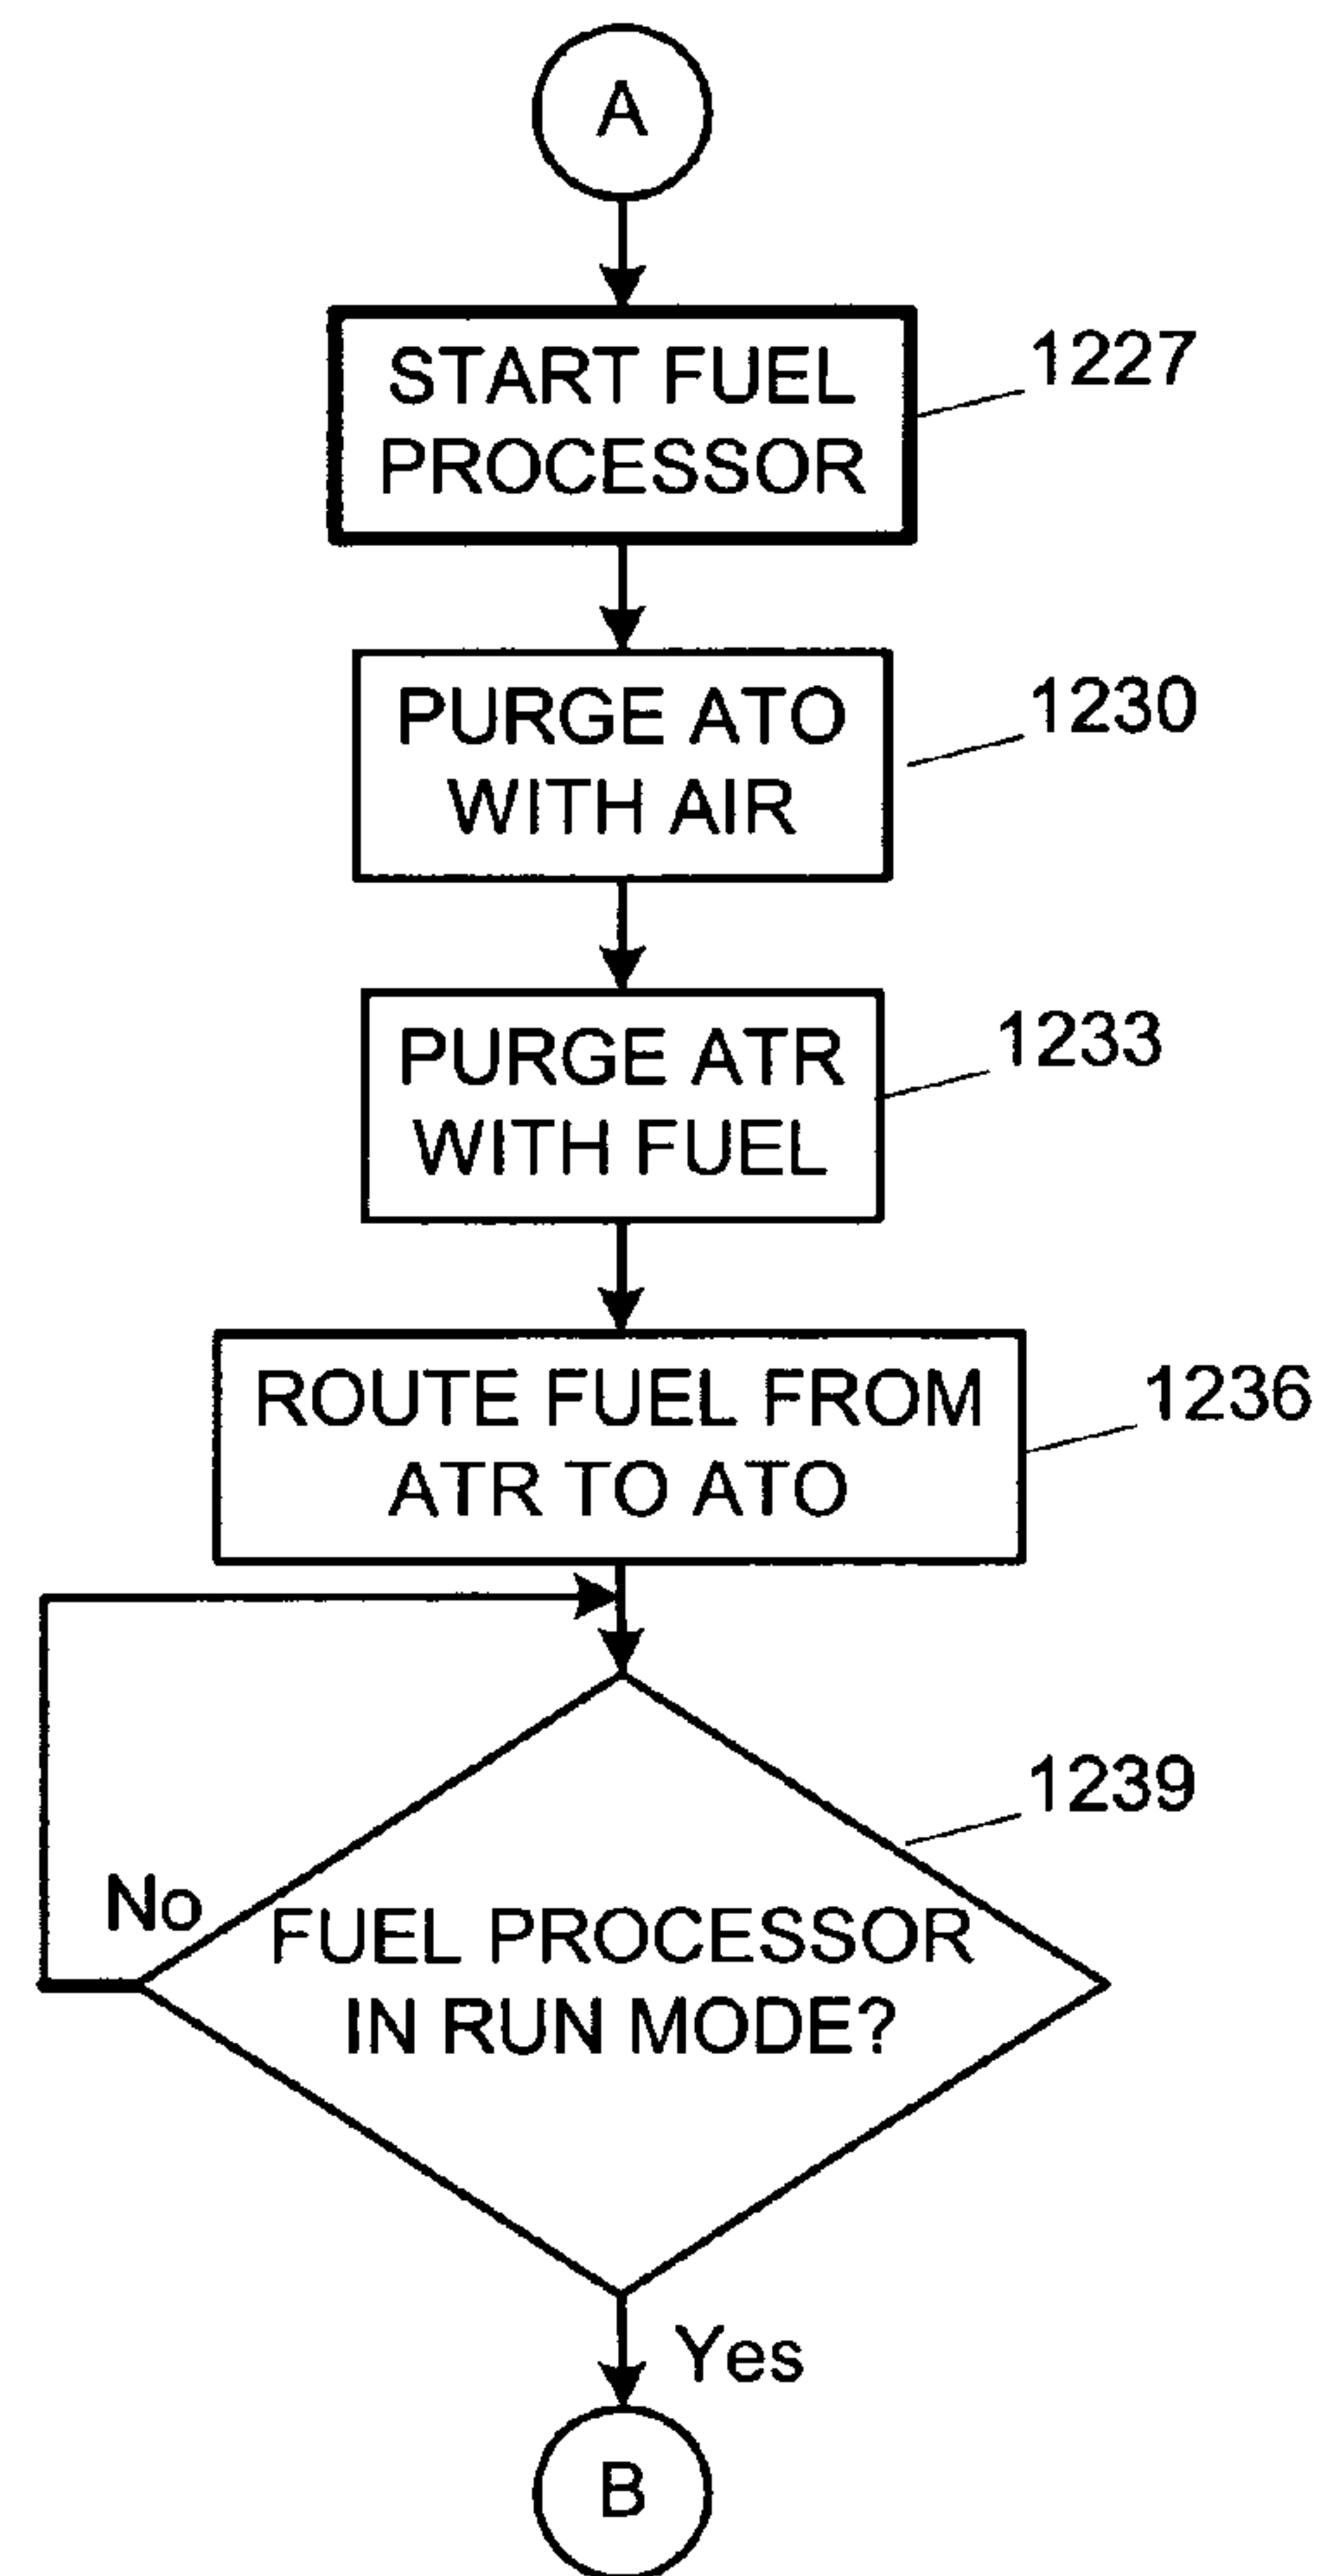 A
START FUEL
PROCESSOR
1227
PURGE ATO
WITH AIR
1230
PURGE ATR
WITH FUEL
1233
ROUTE FUEL FROM
ATR TO ATO
1236
1239
No
FUEL PROCESSOR
IN RUN MODE?
Yes
B